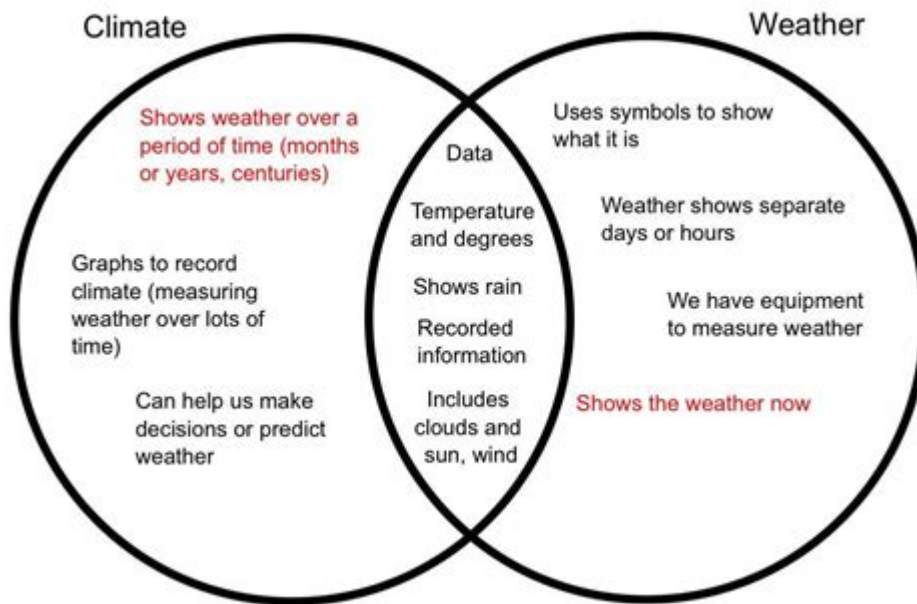 Climate
Weather
Shows weather over a
period of time (months
or years, centuries)
Graphs to record
climate (measuring
weather over lots of
time)
Can help us make
decisions or predict
weather
Data
Temperature
and degrees
Shows rain
Recorded
information
Includes
clouds and
sun, wind
Uses symbols to show
what it is
Weather shows separate
days or hours
We have equipment
to measure weather
Shows the weather now